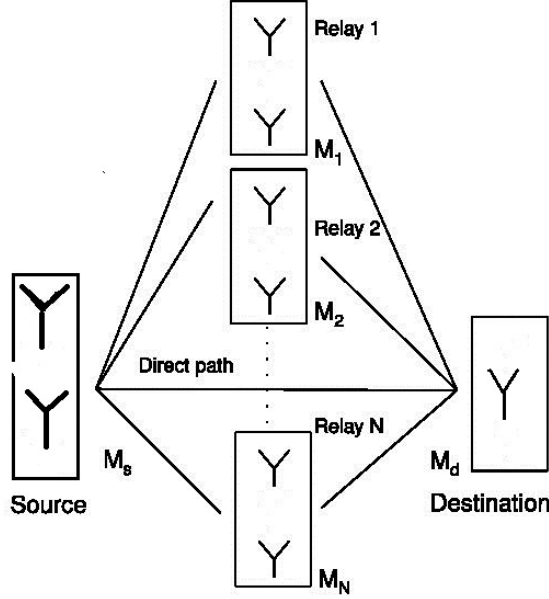 Relay 1
M1
Relay 2
M2
Direct path
Relay N
Ms
Md
Source
Destination
MN